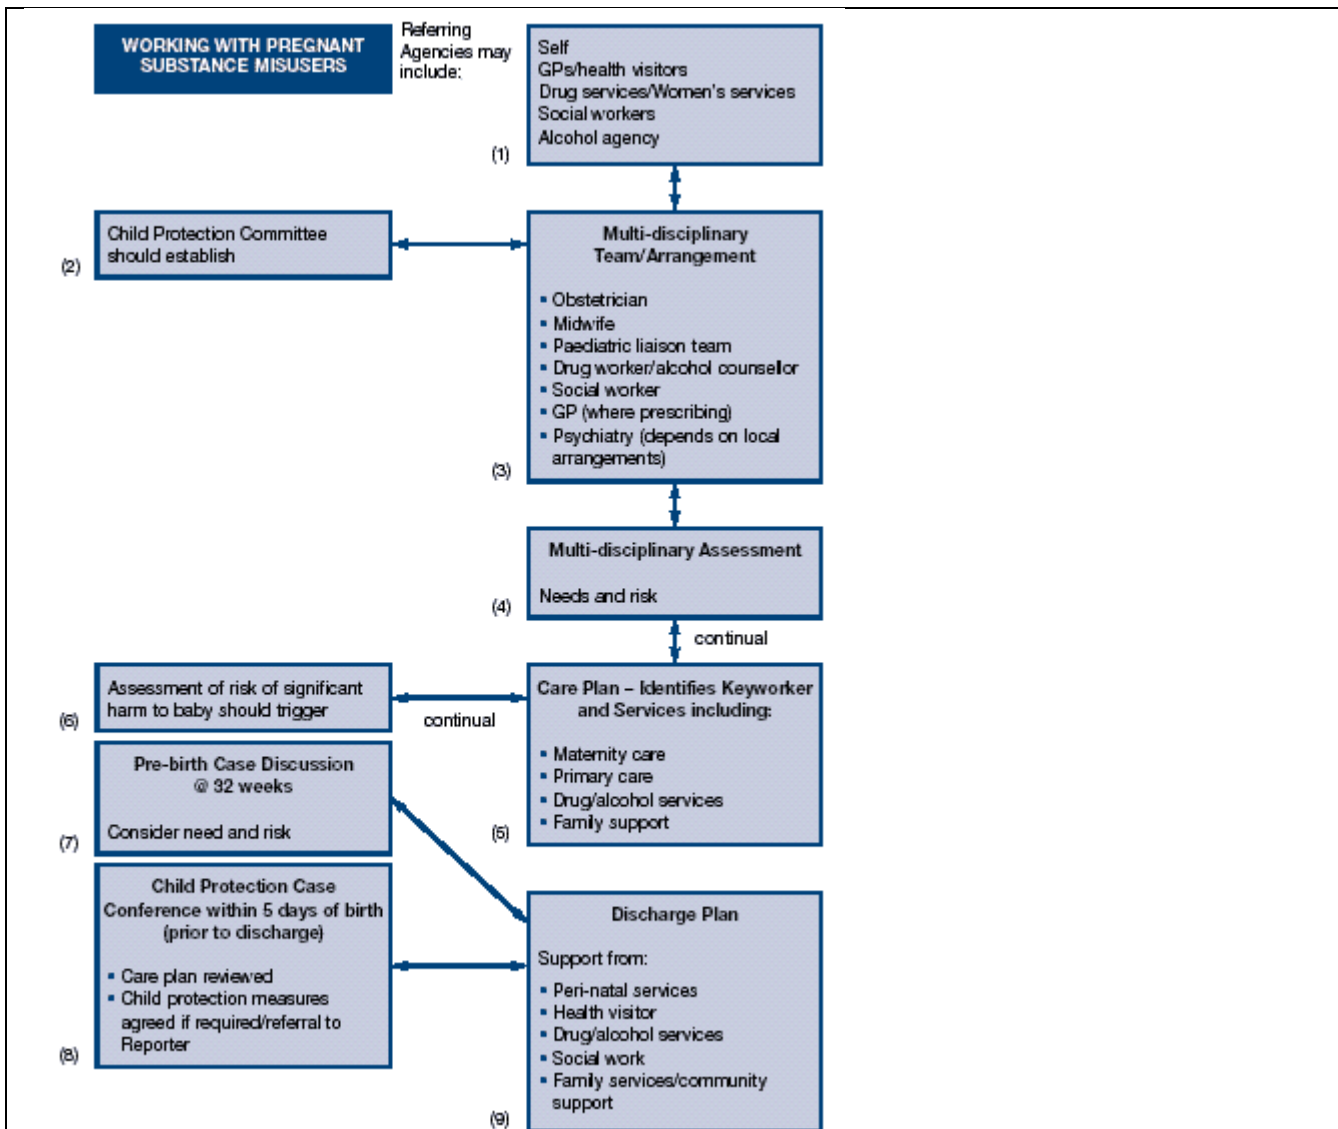 WORKING WITH PREGNANT
SUBSTANCE MISUSERS
Referring
Agencies may
include:
Self
GPs/health visitors
Drug services/Women's services
Social workers
Alcohol agency
(1)
Child Protection Committee
should establish
(2)
Multi-disciplinary
Team/Arrangement
▪ Obstetrician
▪ Midwife
▪ Paediatric liaison team
▪ Drug worker/alcohol counsellor
▪ Social worker
▪ GP (where prescribing)
▪ Psychiatry (depends on local
arrangements)
(3)
Multi-disciplinary Assessment
Needs and risk
(4)
continual
Assessment of risk of significant
harm to baby should trigger
(6)
continual
Care Plan – Identifies Keyworker
and Services including:
▪ Maternity care
▪ Primary care
▪ Drug/alcohol services
▪ Family support
(5)
Pre-birth Case Discussion
@ 32 weeks
Consider need and risk
(7)
Child Protection Case
Conference within 5 days of birth
(prior to discharge)
▪ Care plan reviewed
▪ Child protection measures
agreed if required/referral to
Reporter
(8)
Discharge Plan
Support from:
▪ Peri-natal services
▪ Health visitor
▪ Drug/alcohol services
▪ Social work
▪ Family services/community
support
(9)